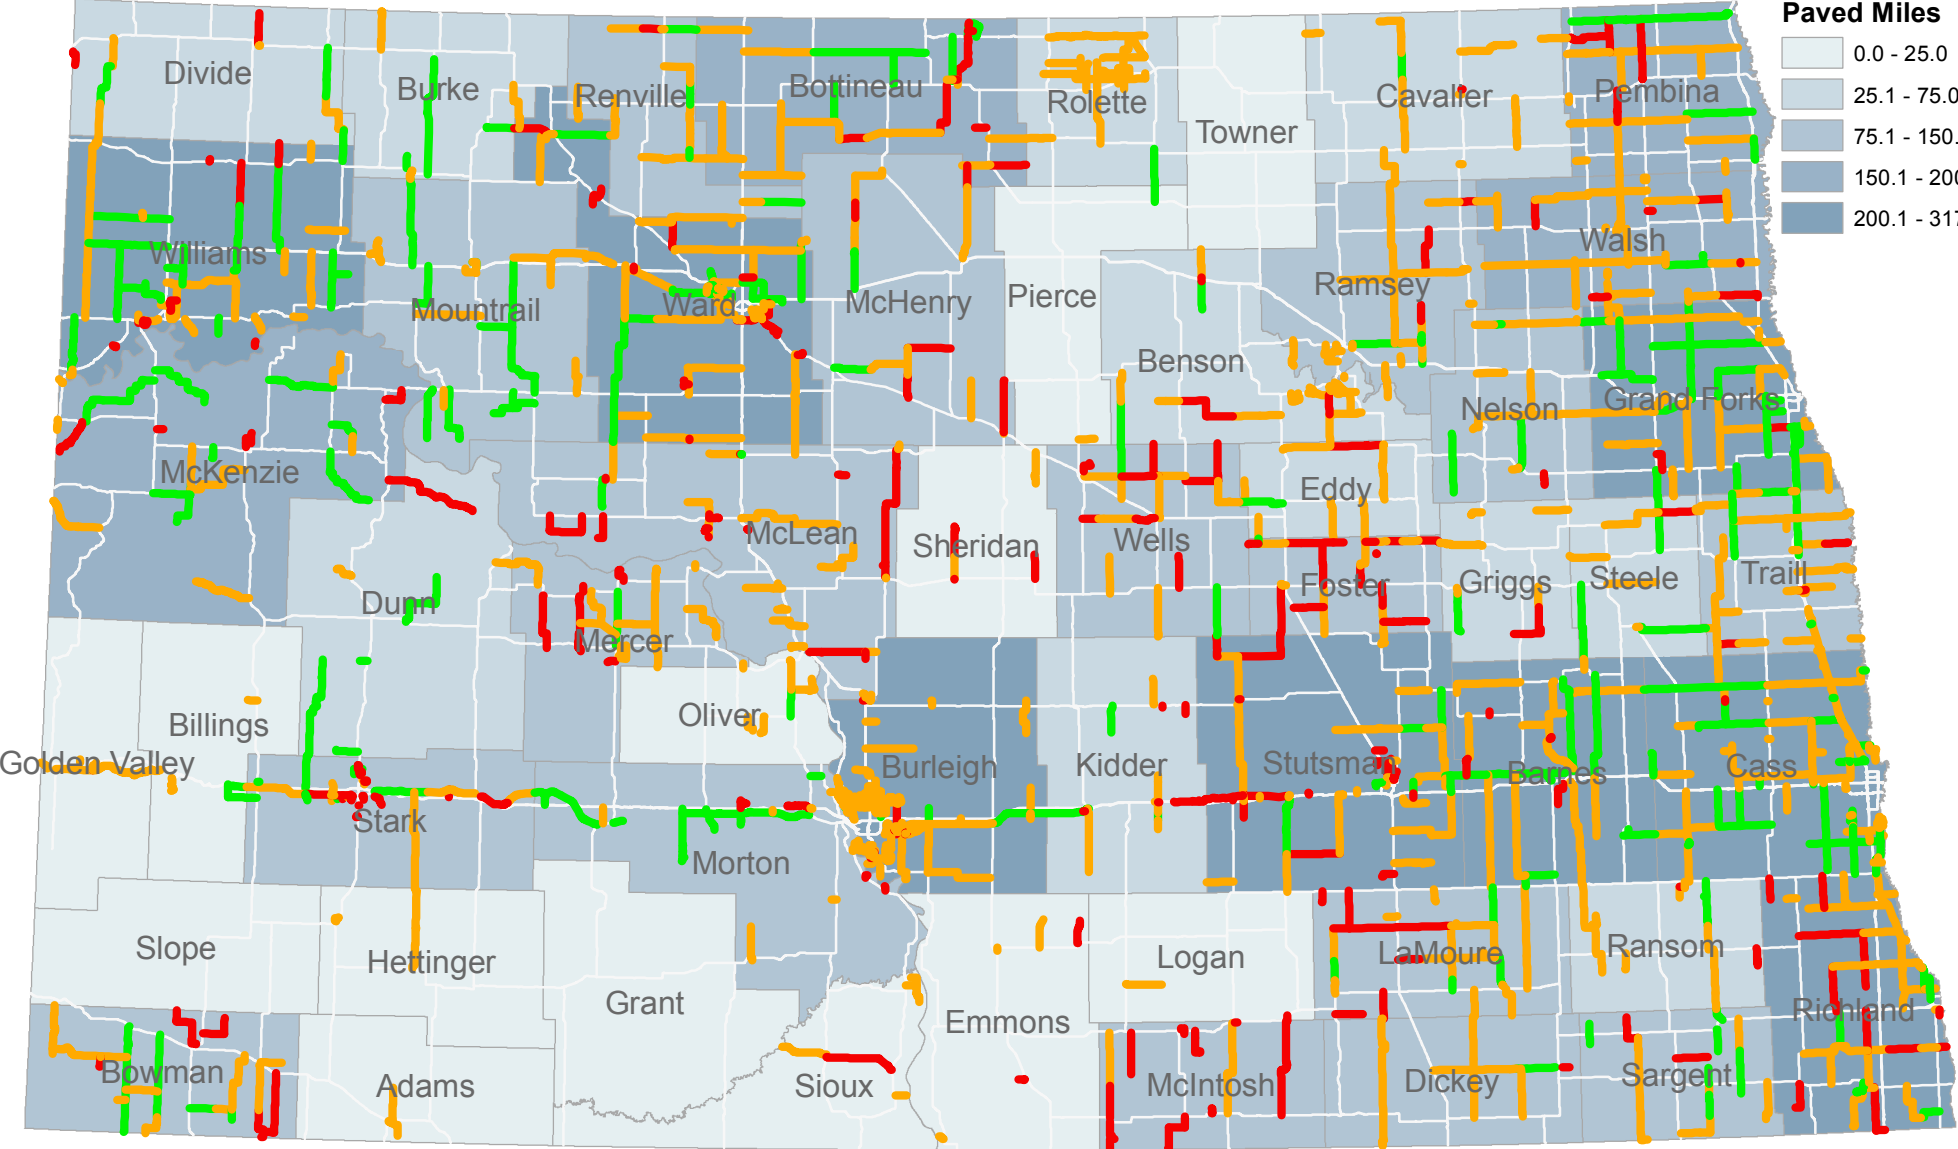 Paved Miles
0.0 - 25.0
25.1 - 75.0
75.1 - 150.
150.1 - 200
200.1 - 317
Divide
Burke
Renville
Bottineau
Rolette
Towner
Cavalier
Pembina
Williams
Mountrail
Ward
McHenry
Pierce
Benson
Ramsey
Walsh
Nelson
Grand Forks
McKenzie
Dunn
Mercer
McLean
Sheridan
Wells
Eddy
Foster
Griggs
Steele
Traill
Billings
Golden Valley
Oliver
Burleigh
Kidder
Stutsman
Barnes
Cass
Stark
Morton
Slope
Hettinger
Grant
Emmons
Logan
LaMoure
Ransom
Richland
Bowman
Adams
Sioux
McIntosh
Dickey
Sargent